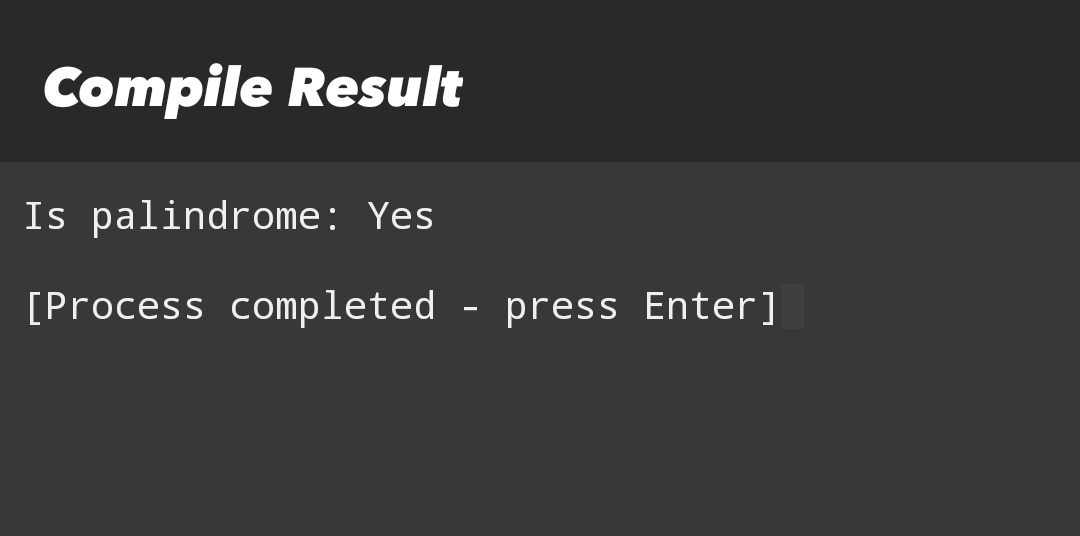 Compile Result
Is palindrome: Yes
[Process completed - press Enter]